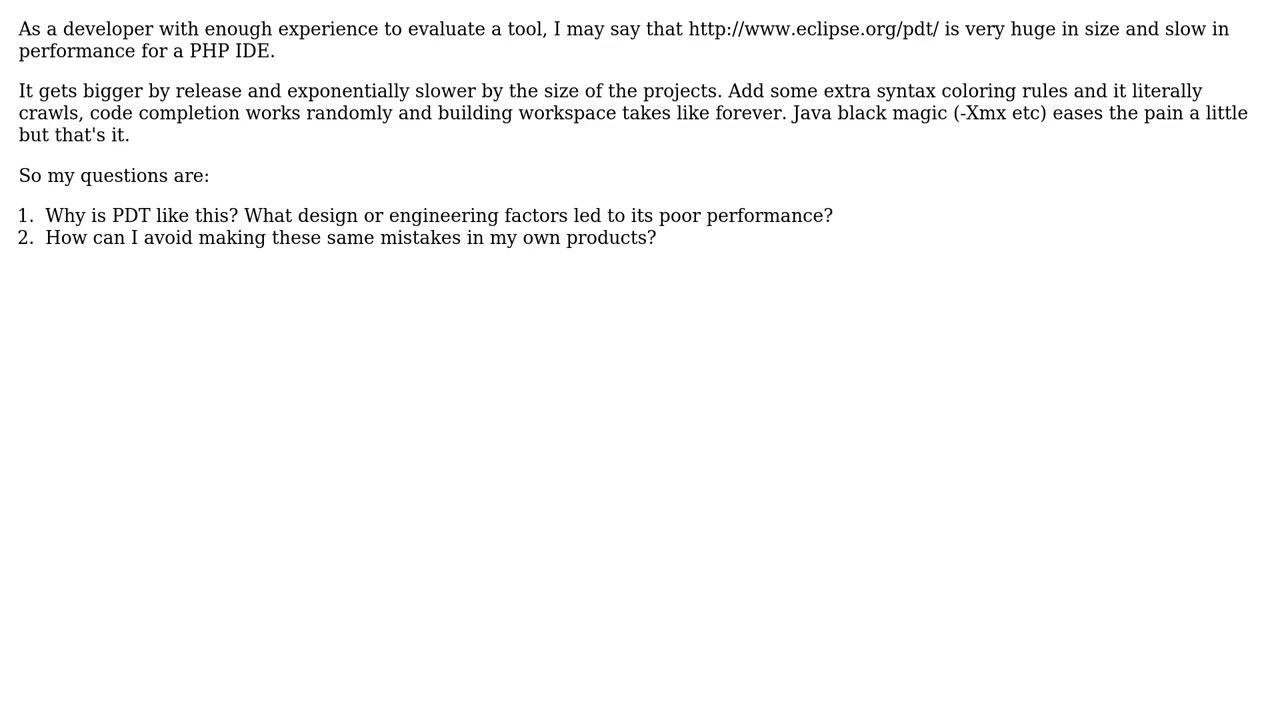 As a developer with enough experience to evaluate a tool, I may say that http://www.eclipse.org/pdt/ is very huge in size and slow in
performance for a PHP IDE.
It gets bigger by release and exponentially slower by the size of the projects. Add some extra syntax coloring rules and it literally
crawls, code completion works randomly and building workspace takes like forever. Java black magic (-Xmx etc) eases the pain a little
but that's it.
So my questions are:
1. Why is PDT like this? What design or engineering factors led to its poor performance?
2. How can I avoid making these same mistakes in my own products?